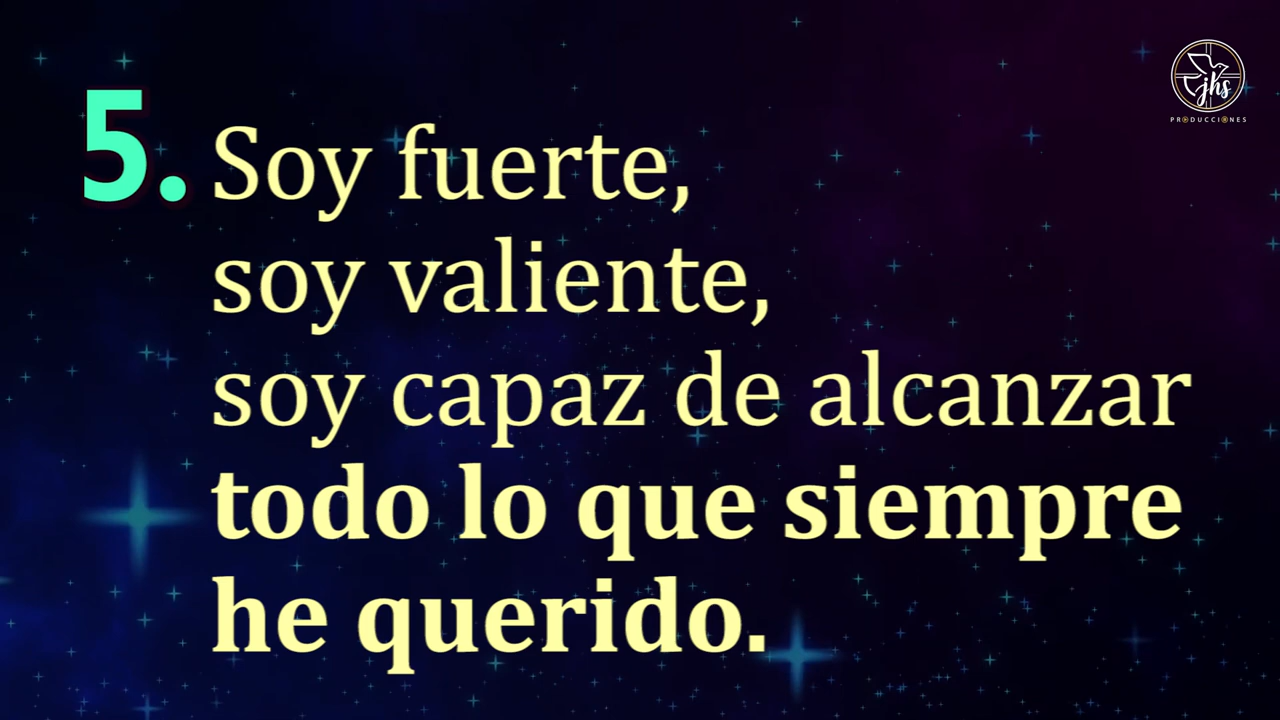 jhs
PRODUCCIONES
5. Soy fuerte,
soy valiente,
soy capaz de alcanzar
todo lo que siempre
he querido.